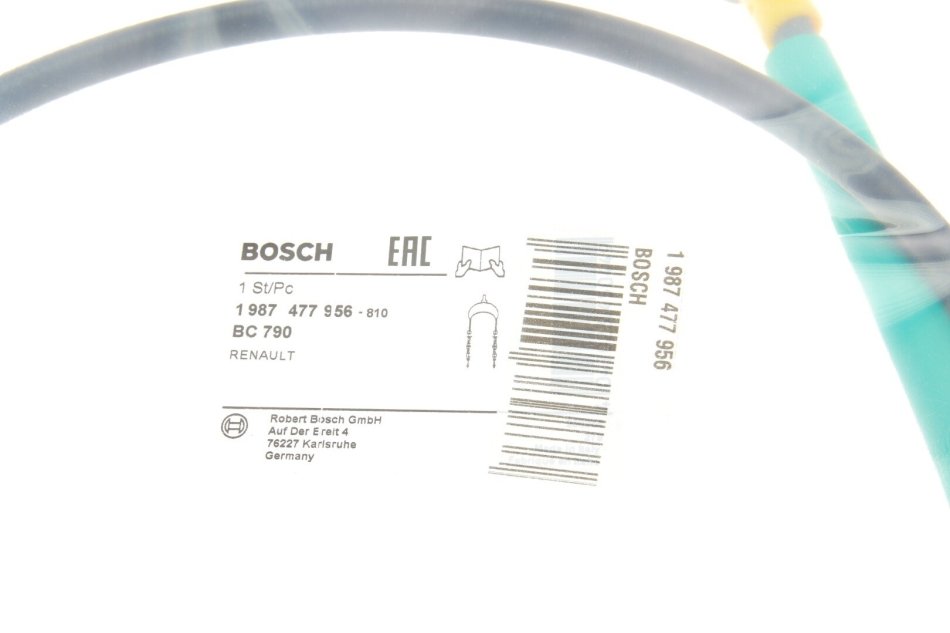 BOSCH EAC
1 St/Pc
1 987 477 956 - 810
BC 790
RENAULT
Robert Bosch GmbH
Auf Der Breit 4
76227 Karlsruhe
Germany
BOSCH
1 987 477 956